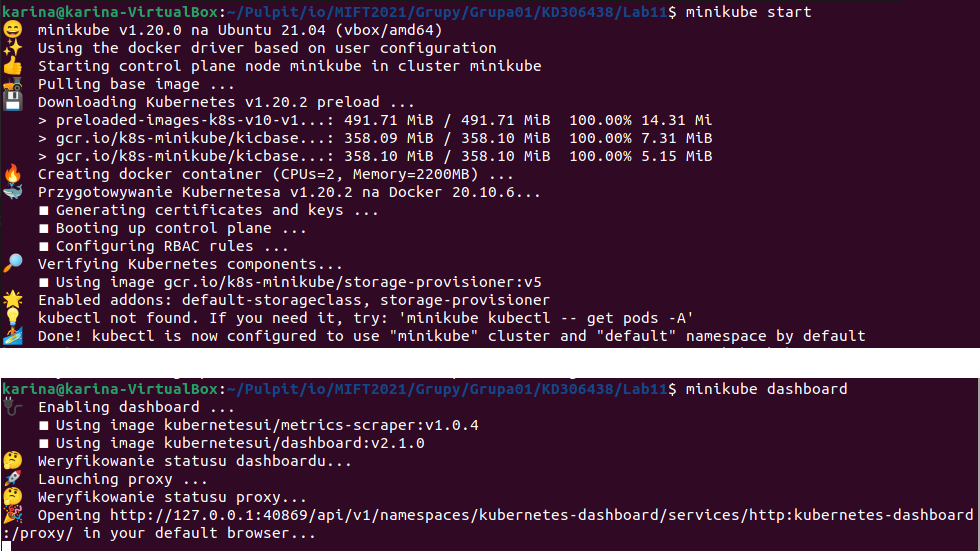 karina@karina-VirtualBox:~/Pulpit/io/MIFT2021/Grupy/Grupa01/KD306438/Lab11$ minikube start
😄 minikube v1.20.0 na Ubuntu 21.04 (vbox/amd64)
✨ Using the docker driver based on user configuration
👍 Starting control plane node minikube in cluster minikube
🚜 Pulling base image ...
💾 Downloading Kubernetes v1.20.2 preload ...
> preloaded-images-k8s-v10-v1...: 491.71 MiB / 491.71 MiB 100.00% 14.31 Mi
> gcr.io/k8s-minikube/kicbase...: 358.09 MiB / 358.10 MiB 100.00% 7.31 MiB
> gcr.io/k8s-minikube/kicbase...: 358.10 MiB / 358.10 MiB 100.00% 5.15 MiB
🔥 Creating docker container (CPUs=2, Memory=2200MB) ...
🐳 Przygotowywanie Kubernetesa v1.20.2 na Docker 20.10.6...
■ Generating certificates and keys ...
■ Booting up control plane ...
■ Configuring RBAC rules ...
🔎 Verifying Kubernetes components...
■ Using image gcr.io/k8s-minikube/storage-provisioner:v5
🌟 Enabled addons: default-storageclass, storage-provisioner
💡 kubectl not found. If you need it, try: 'minikube kubectl -- get pods -A'
🏄 Done! kubectl is now configured to use "minikube" cluster and "default" namespace by default
karina@karina-VirtualBox:~/Pulpit/io/MIFT2021/Grupy/Grupa01/KD306438/Lab11$ minikube dashboard
🔌 Enabling dashboard ...
■ Using image kubernetesui/metrics-scraper:v1.0.4
■ Using image kubernetesui/dashboard:v2.1.0
🤔 Weryfikowanie statusu dashboardu...
🚀 Launching proxy ...
🤔 Weryfikowanie statusu proxy...
🎉 Opening http://127.0.0.1:40869/api/v1/namespaces/kubernetes-dashboard/services/http:kubernetes-dashboard
:/proxy/ in your default browser...